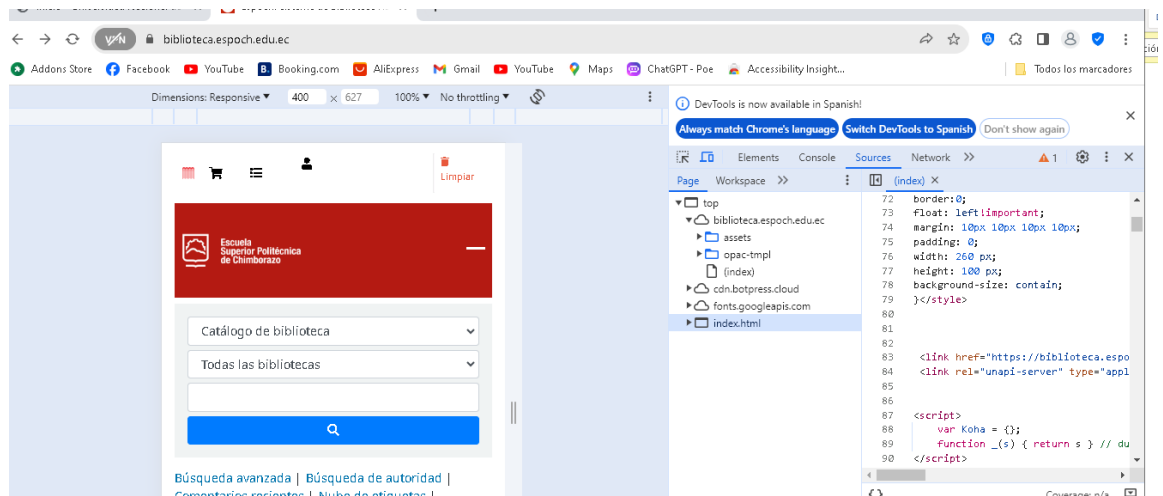 biblioteca.espoch.edu.ec
Addons Store Facebook YouTube Booking.com AliExpress Gmail YouTube Maps ChatGPT - Poe Accessibility Insight... Todos los marcadores
Dimensions: Responsive 400 × 627 100% No throttling
Limpiar
Escuela
Superior Politécnica
de Chimborazo
Catálogo de biblioteca
Todas las bibliotecas
Búsqueda avanzada | Búsqueda de autoridad |
Comentarios recientes | Nube de etiquetas |
DevTools is now available in Spanish!
Always match Chrome's language Switch DevTools to Spanish Don't show again
Elements Console Sources Network 1
Page Workspace (index)
top
biblioteca.espoch.edu.ec
assets
opac-tmpl
(index)
cdn.botpress.cloud
fonts.googleapis.com
index.html
72 border:0;
73 float: left!important;
74 margin: 10px 10px 10px 10px;
75 padding: 0;
76 width: 260 px;
77 height: 100 px;
78 background-size: contain;
79 }</style>
80
81
82
83 <link href="https://biblioteca.espo
84 <link rel="unapi-server" type="appl
85
86
87 <script>
88 var Koha = {};
89 function _(s) { return s } // du
90 </script>
{} Coverage: n/a